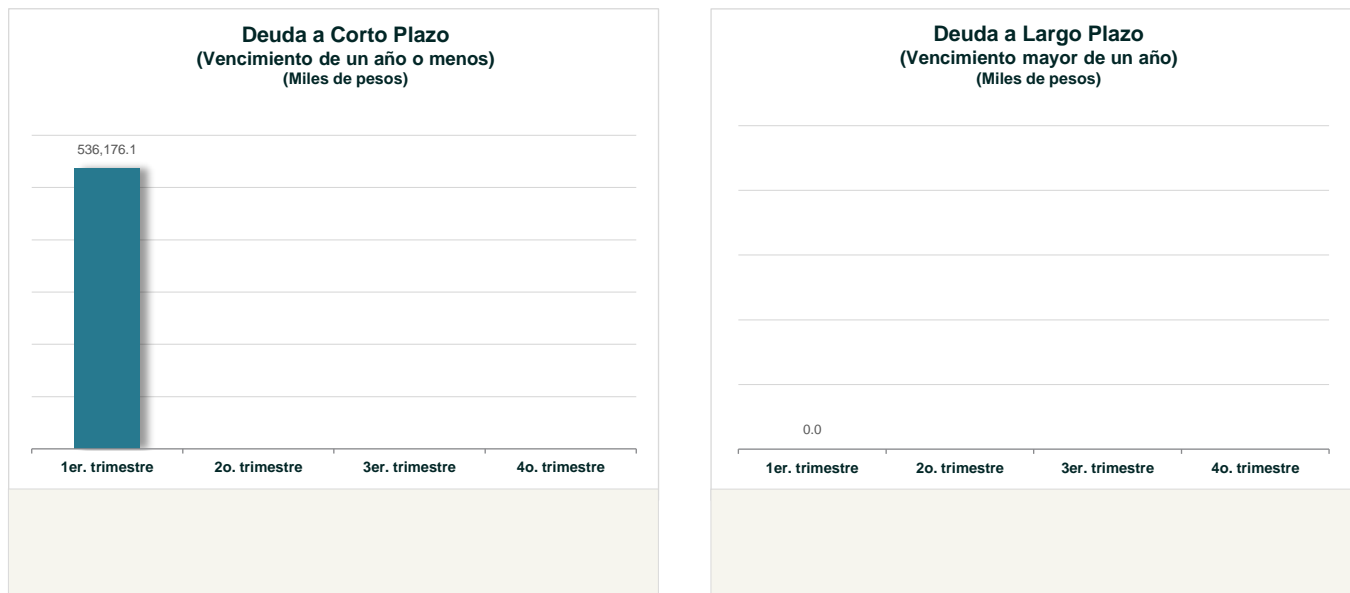 Deuda a Corto Plazo
(Vencimiento de un año o menos)
(Miles de pesos)
536,176.1
1er. trimestre 2o. trimestre 3er. trimestre 4o. trimestre
Deuda a Largo Plazo
(Vencimiento mayor de un año)
(Miles de pesos)
0.0
1er. trimestre 2o. trimestre 3er. trimestre 4o. trimestre